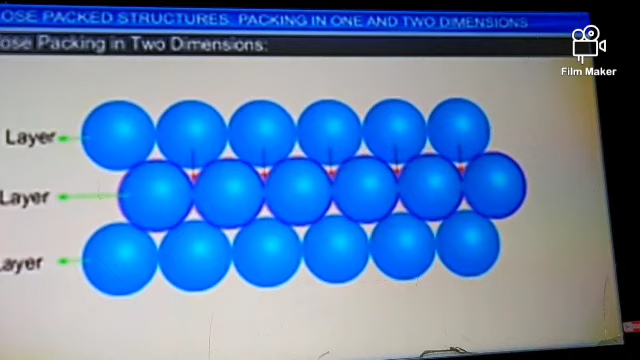 OSE PACKED STRUCTURES: PACKING IN ONE AND TWO DIMENSIONS
ose Packing in Two Dimensions:
Film Maker
Layer
Layer
ayer